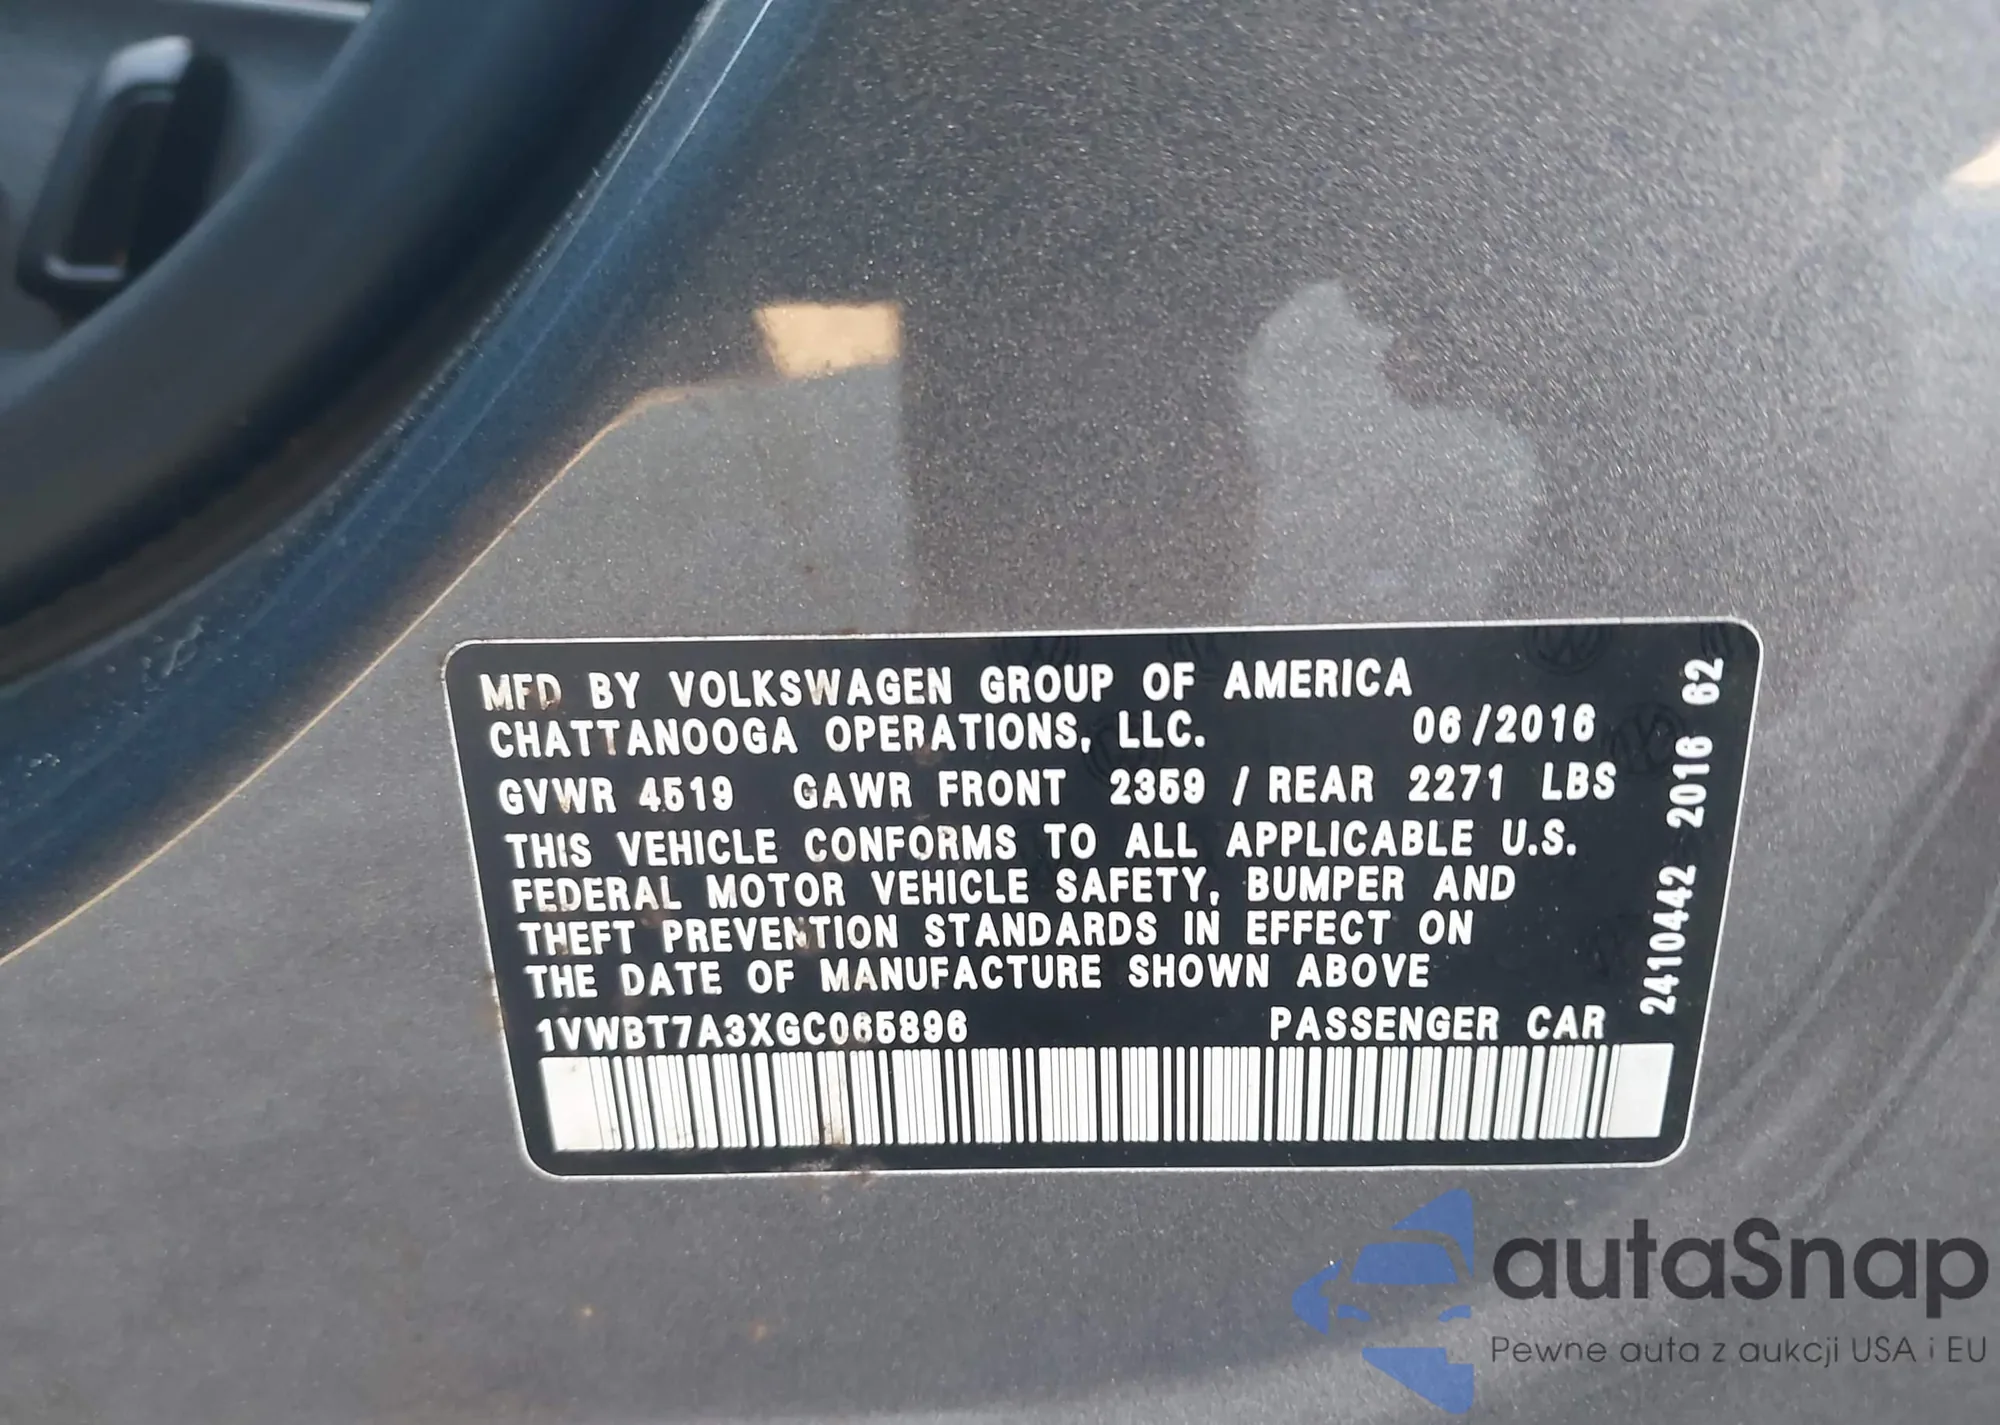 MFD BY VOLKSWAGEN GROUP OF AMERICA
CHATTANOOGA OPERATIONS, LLC. 06/2016
GVWR 4519 GAWR FRONT 2359 / REAR 2271 LBS
THIS VEHICLE CONFORMS TO ALL APPLICABLE U.S.
FEDERAL MOTOR VEHICLE SAFETY, BUMPER AND
THEFT PREVENTION STANDARDS IN EFFECT ON
THE DATE OF MANUFACTURE SHOWN ABOVE
1VWBT7A3XGC065896 PASSENGER CAR
2410442 2016 62
autaSnap
Pewne auta z aukcji USA i EU